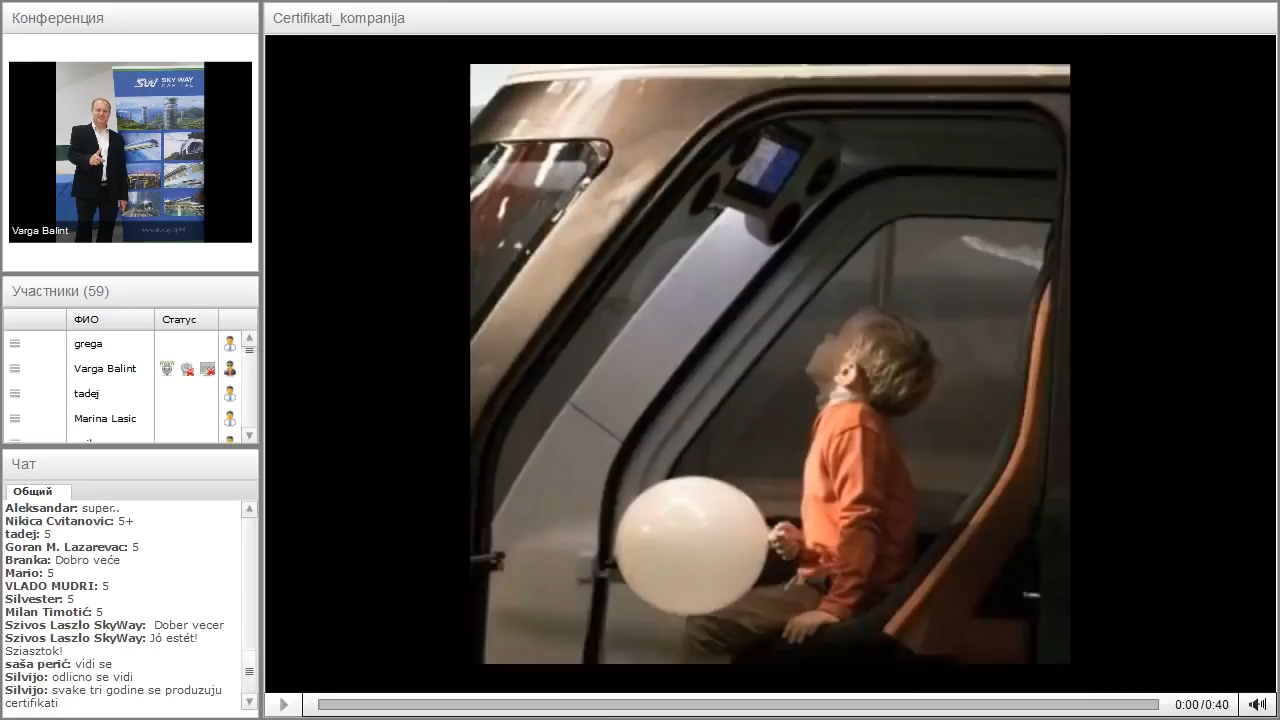 Конференция
SKY WAY
CAPITAL
Varga Balint
Участники (59)
ФИО
Статус
grega
Varga Balint
tadej
Marina Lasic
Чат
Общий
Aleksandar: super..
Nikica Cvitanovic: 5+
tadej: 5
Goran M. Lazarevac: 5
Branka: Dobro veće
Mario: 5
VLADO MUDRI: 5
Silvester: 5
Milan Timotić: 5
Szivos Laszlo SkyWay: Dober vecer
Szivos Laszlo SkyWay: Jó estét!
Sziasztok!
saša perić: vidi se
Silvijo: odlicno se vidi
Silvijo: svake tri godine se produzuju
certifikati
Certifikati_kompanija
0:00/0:40